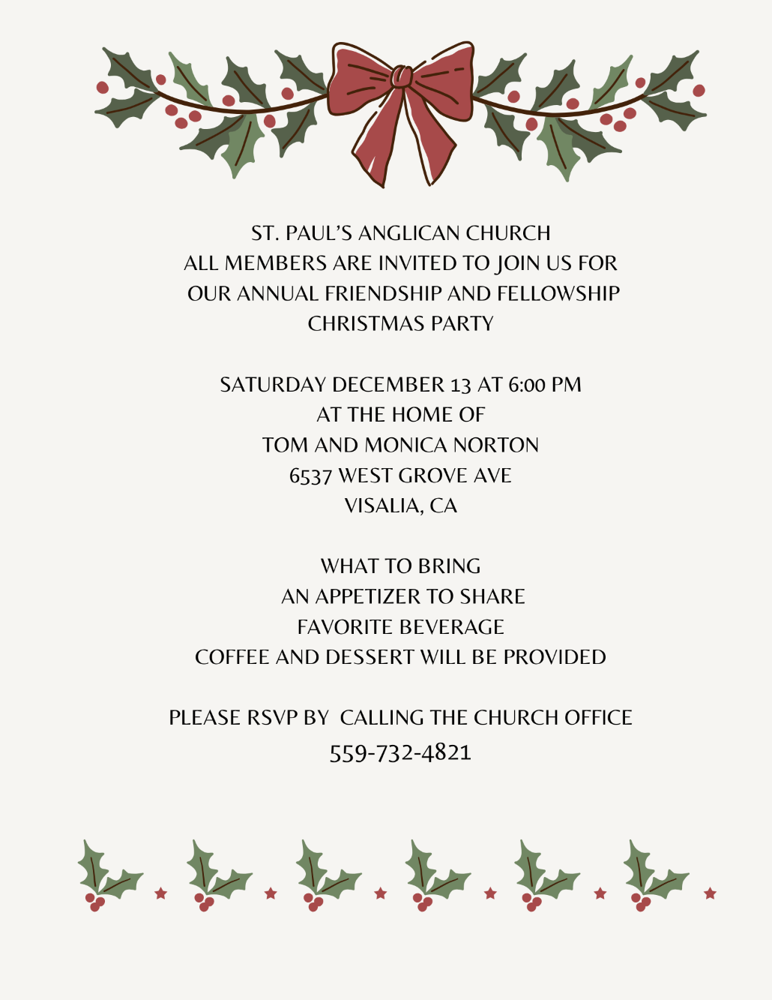 ST. PAUL’S ANGLICAN CHURCH
ALL MEMBERS ARE INVITED TO JOIN US FOR
OUR ANNUAL FRIENDSHIP AND FELLOWSHIP
CHRISTMAS PARTY
SATURDAY DECEMBER 13 AT 6:00 PM
AT THE HOME OF
TOM AND MONICA NORTON
6537 WEST GROVE AVE
VISALIA, CA
WHAT TO BRING
AN APPETIZER TO SHARE
FAVORITE BEVERAGE
COFFEE AND DESSERT WILL BE PROVIDED
PLEASE RSVP BY  CALLING THE CHURCH OFFICE
559-732-4821